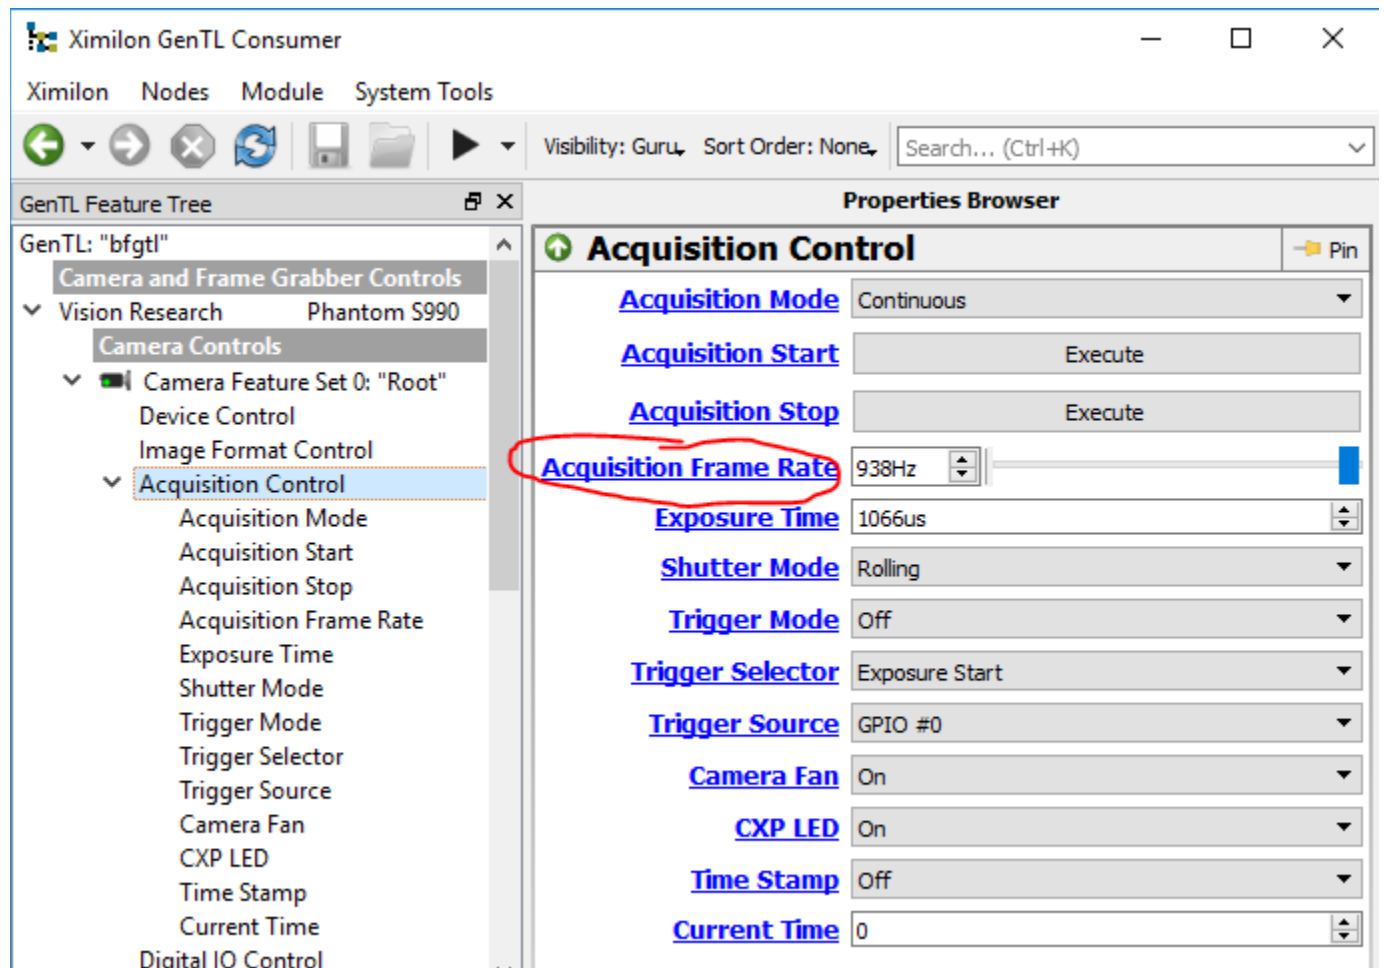 Ximilon GenTL Consumer
Ximilon Nodes Module System Tools
Visibility: Guru Sort Order: None Search... (Ctrl+K)
GenTL Feature Tree
GenTL: "bfgtl"
Camera and Frame Grabber Controls
Vision Research Phantom S990
Camera Controls
Camera Feature Set 0: "Root"
Device Control
Image Format Control
Acquisition Control
Acquisition Mode
Acquisition Start
Acquisition Stop
Acquisition Frame Rate
Exposure Time
Shutter Mode
Trigger Mode
Trigger Selector
Trigger Source
Camera Fan
CXP LED
Time Stamp
Current Time
Digital IO Control
Properties Browser
Acquisition Control Pin
Acquisition Mode Continuous
Acquisition Start Execute
Acquisition Stop Execute
Acquisition Frame Rate 938Hz
Exposure Time 1066us
Shutter Mode Rolling
Trigger Mode Off
Trigger Selector Exposure Start
Trigger Source GPIO #0
Camera Fan On
CXP LED On
Time Stamp Off
Current Time 0